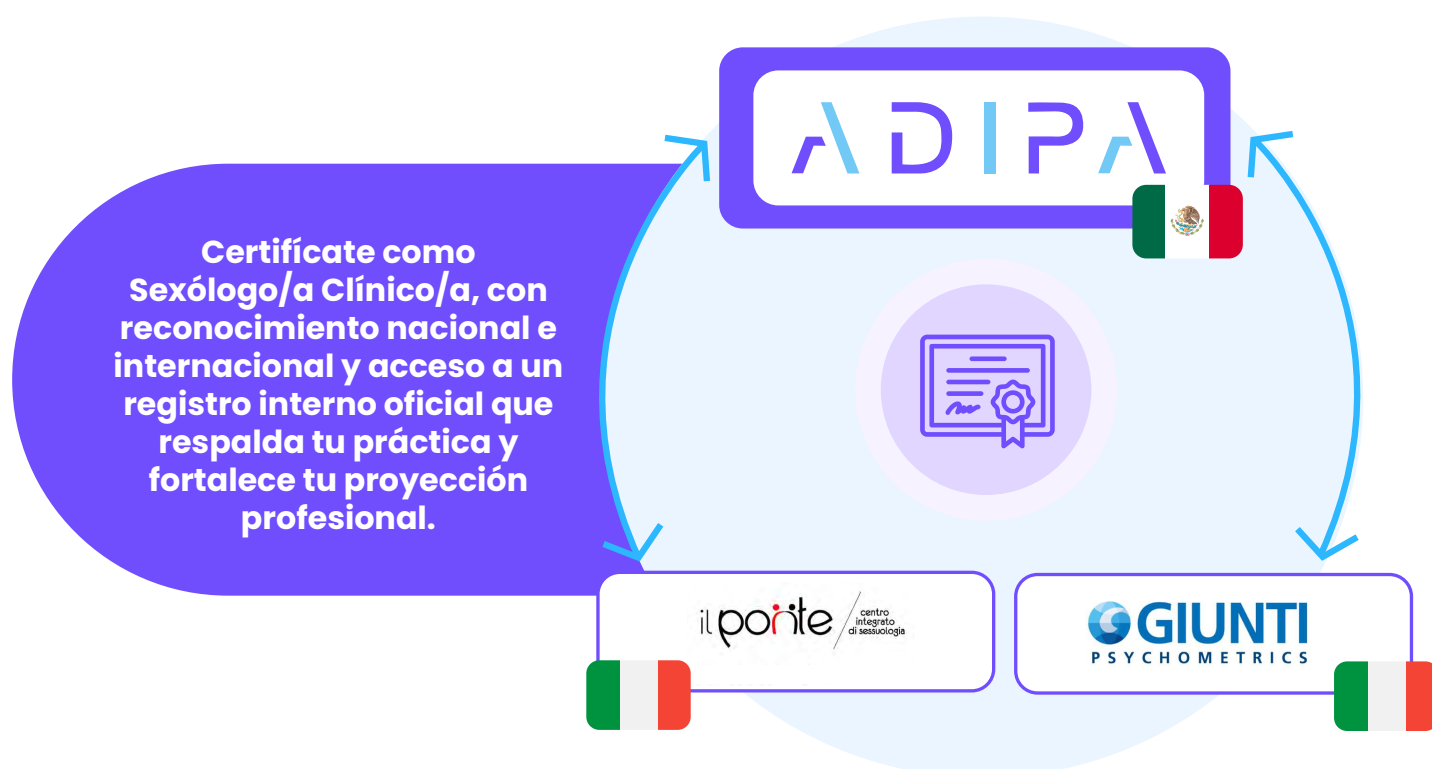 ADIPA
Certifícate como
Sexólogo/a Clínico/a, con
reconocimiento nacional e
internacional y acceso a un
registro interno oficial que
respalda tu práctica y
fortalece tu proyección
profesional.
il ponte / centro
integrato
di sessuologia
GIUNTI
PSYCHOMETRICS